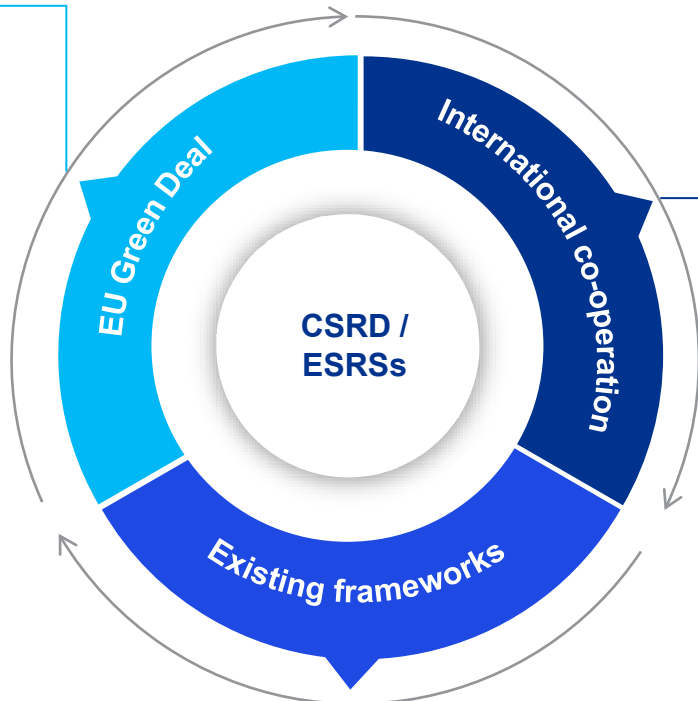 EU Green Deal
International co-operation
CSRD /
ESRSs
Existing frameworks